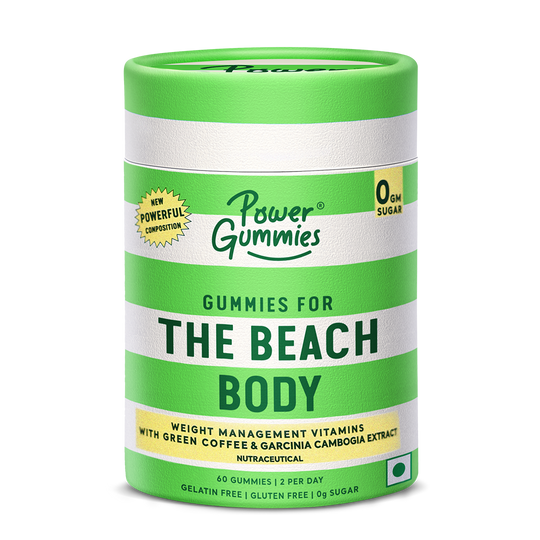 Power
NEW
POWERFUL
COMPOSITION
Power®
Gummies
0GM
SUGAR
GUMMIES FOR
THE BEACH
BODY
WEIGHT MANAGEMENT VITAMINS
WITH GREEN COFFEE & GARCINIA CAMBOGIA EXTRACT
NUTRACEUTICAL
60 GUMMIES | 2 PER DAY
GELATIN FREE | GLUTEN FREE | 0g SUGAR